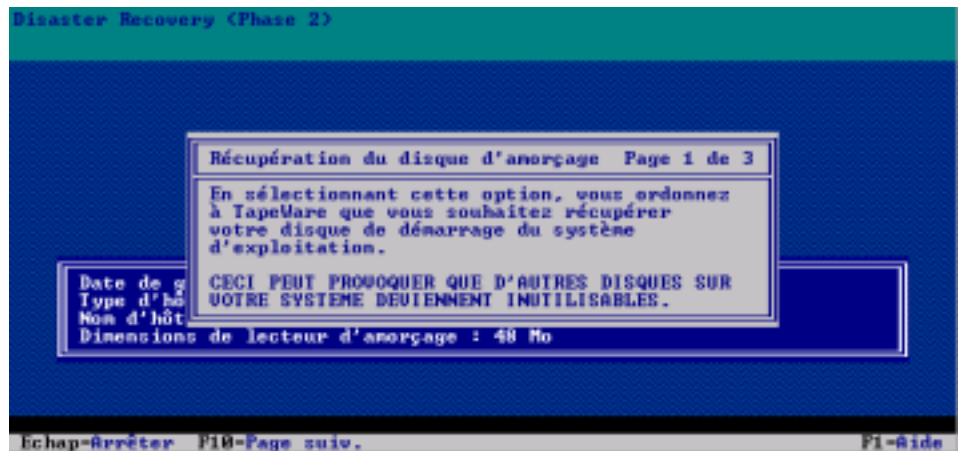 Disaster Recovery (Phase 2)
Récupération du disque d'amorçage Page 1 de 3
En sélectionnant cette option, vous ordonnez
à TapeWare que vous souhaitez récupérer
votre disque de démarrage du système
d'exploitation.
CECI PEUT PROVOQUER QUE D'AUTRES DISQUES SUR
VOTRE SYSTEME DEVIENNENT INUTILISABLES.
Date de g
Type d'hô
Nom d'hôt
Dimensions de lecteur d'amorçage : 48 Mo
Echap-Arrêter F10-Page suiv. F1-Aide